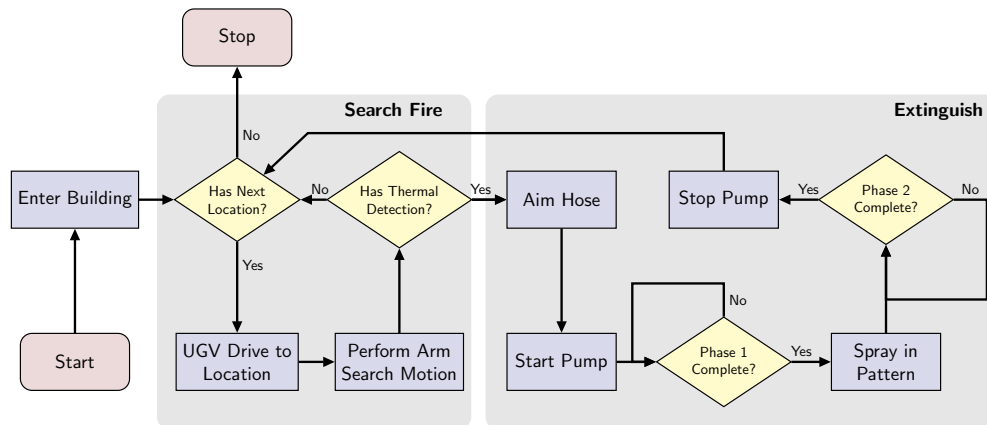 Stop
Search Fire
Extinguish
No
Enter Building
Has Next
Location?
No
Has Thermal
Detection?
Yes
Aim Hose
Stop Pump
Yes
Phase 2
Complete?
No
Yes
No
Start
UGV Drive to
Location
Perform Arm
Search Motion
Start Pump
Phase 1
Complete?
Yes
Spray in
Pattern